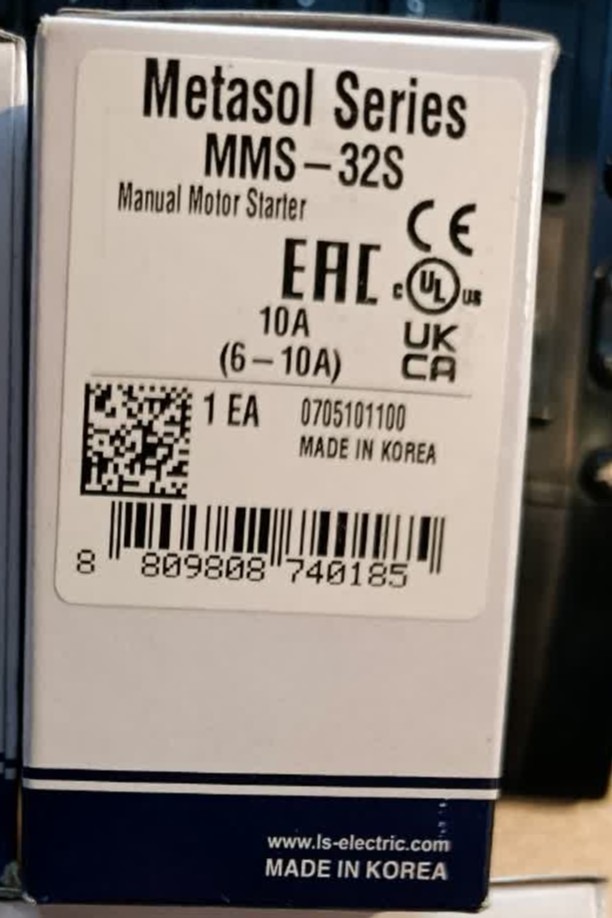 Metasol Series
MMS-32S
Manual Motor Starter
CE
EAC
c UL us
10A
UK
CA
(6-10A)
1 EA 0705101100
MADE IN KOREA
8 809808 740185
www.ls-electric.com
MADE IN KOREA